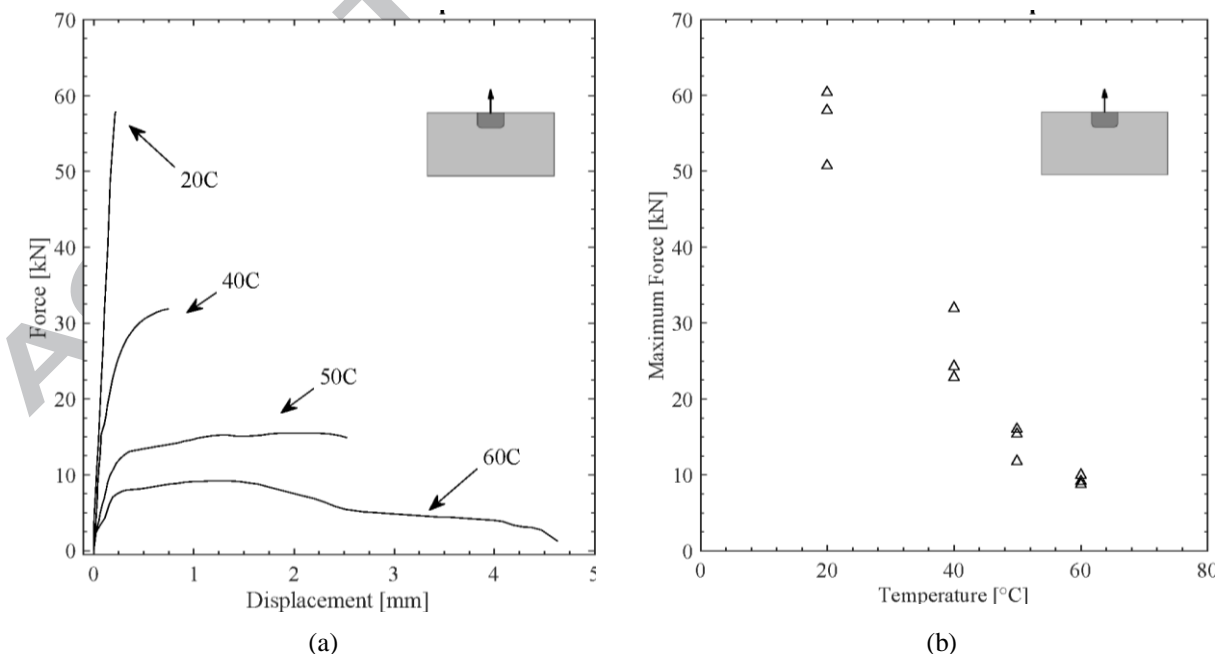 70
60
50
40
30
20
10
0
Force [kN]
20C
40C
50C
60C
0 1 2 3 4 5
Displacement [mm]
(a)
70
60
50
40
30
20
10
0
Maximum Force [kN]
0 20 40 60 80
Temperature [°C]
(b)